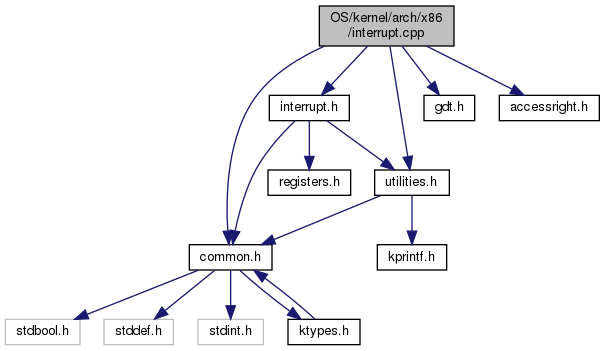 OS/kernel/arch/x86
/interrupt.cpp
interrupt.h
gdt.h
accessright.h
registers.h
utilities.h
common.h
kprintf.h
stdbool.h
stddef.h
stdint.h
ktypes.h